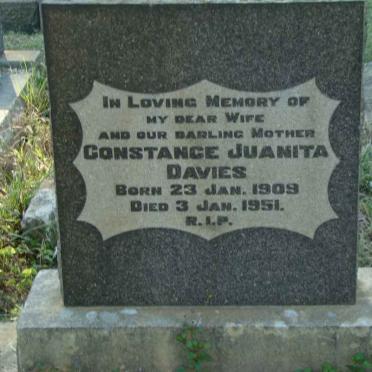 In Loving Memory of
my dear Wife
and our darling Mother
Constance Juanita
Davies
Born 23 Jan. 1909
Died 3 Jan. 1951.
R.I.P.